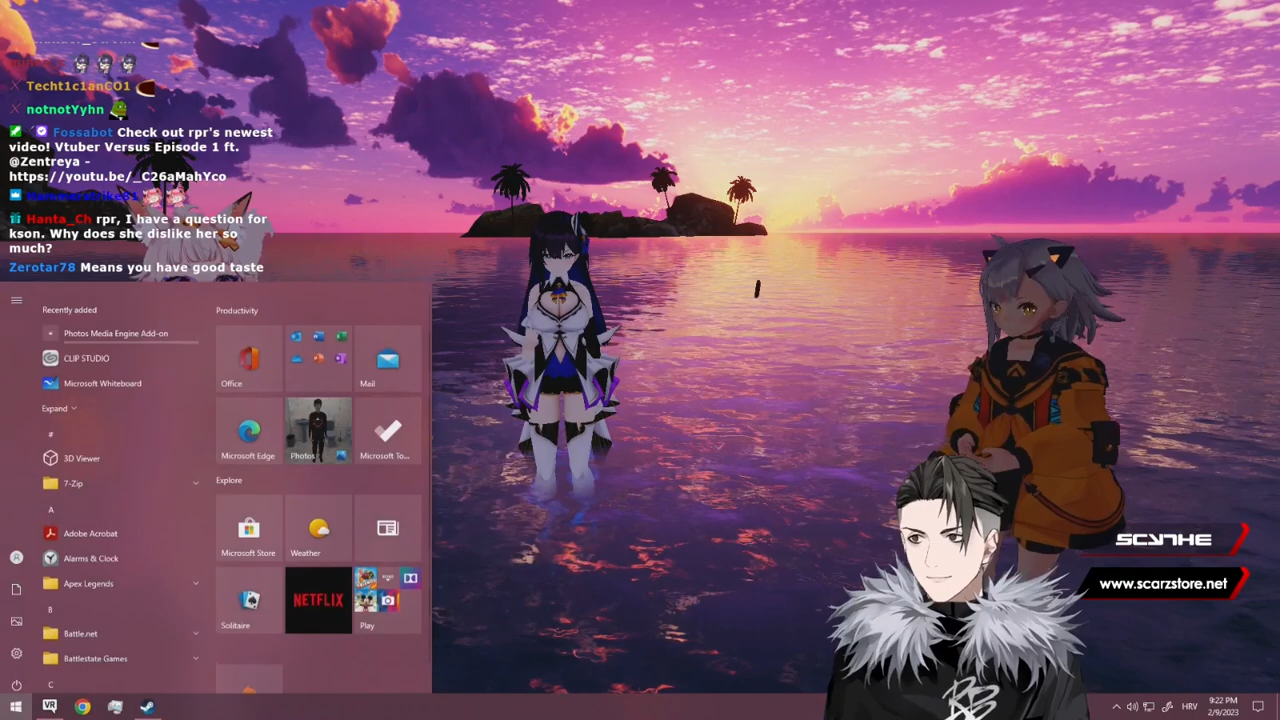 Techt1c1anCO1
notnotYyhn
Fossabot Check out rpr's newest
video! Vtuber Versus Episode 1 ft.
@Zentreya -
https://youtu.be/_C26aMahYco
Hanta_Ch rpr, I have a question for
kson. Why does she dislike her so
much?
Zerotar78 Means you have good taste
Recently added
Photos Media Engine Add-on
CLIP STUDIO
Microsoft Whiteboard
Expand
#
3D Viewer
7-Zip
A
Adobe Acrobat
Alarms & Clock
Apex Legends
B
Battle.net
Battlestate Games
C
Productivity
Office
Mail
Microsoft Edge
Photos
Microsoft To...
Explore
Microsoft Store
Weather
Solitaire
NETFLIX
Play
SCYTHE
www.scarzstore.net
VR
HRV
9:22 PM
2/9/2023